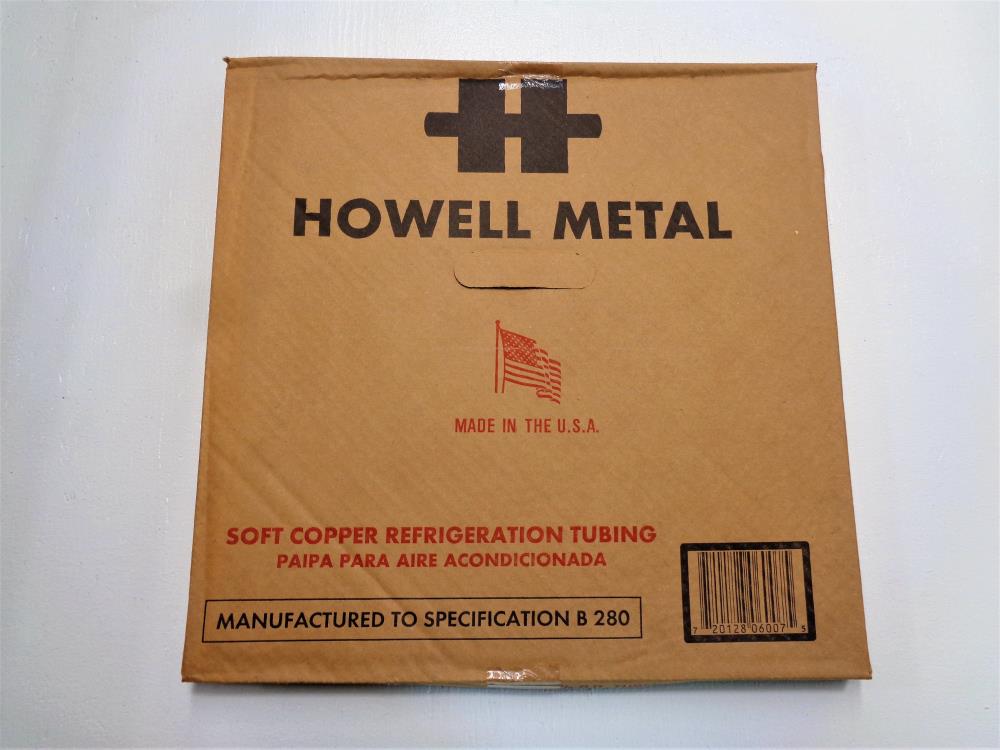 H
HOWELL METAL
MADE IN THE U.S.A.
SOFT COPPER REFRIGERATION TUBING
PAIPA PARA AIRE ACONDICIONADA
MANUFACTURED TO SPECIFICATION B 280
7 20128 06007 5